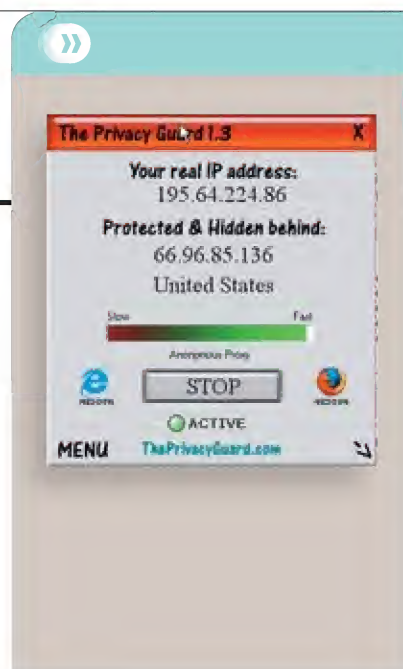 The Privacy Guard 1.3 X
Your real IP address:
195.64.224.86
Protected & Hidden behind:
66.96.85.136
United States
Slow Fast
Anonymous Proxy
STOP
ACTIVE
MENU ThePrivacyGuard.com